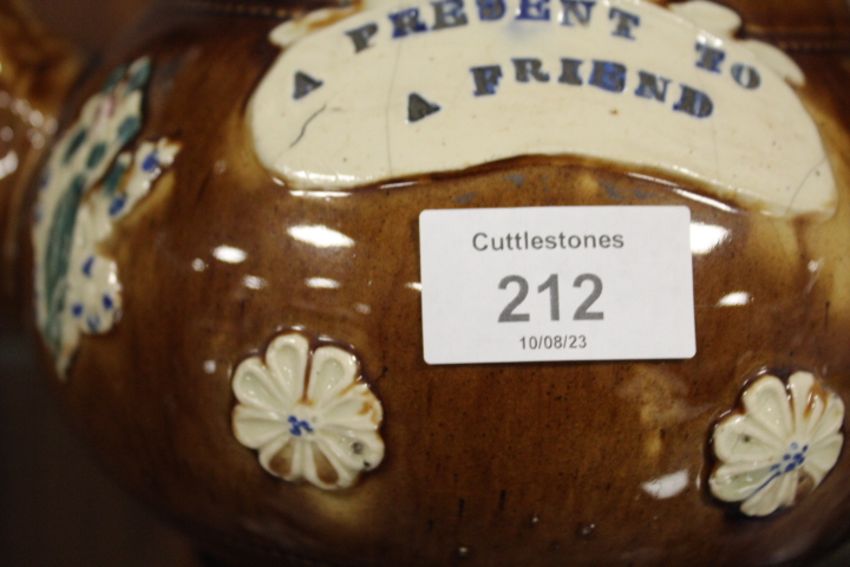 A PRESENT TO
A FRIEND
Cuttlestones
212
10/08/23